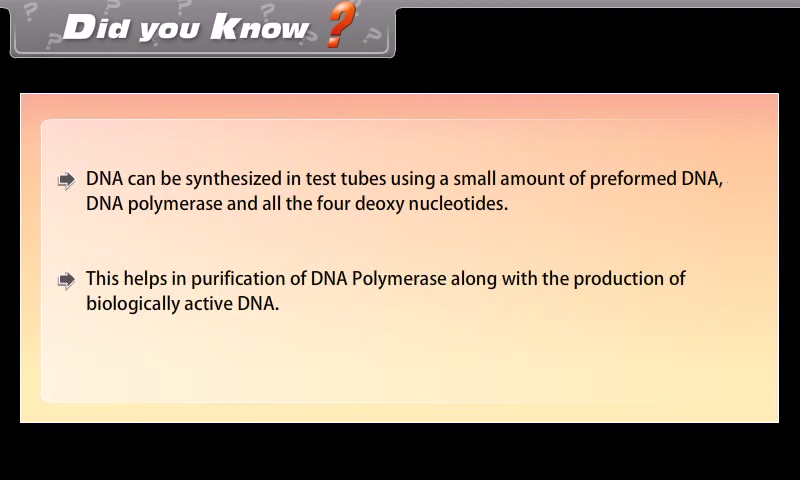 Did you Know ?
DNA can be synthesized in test tubes using a small amount of preformed DNA,
DNA polymerase and all the four deoxy nucleotides.
This helps in purification of DNA Polymerase along with the production of
biologically active DNA.